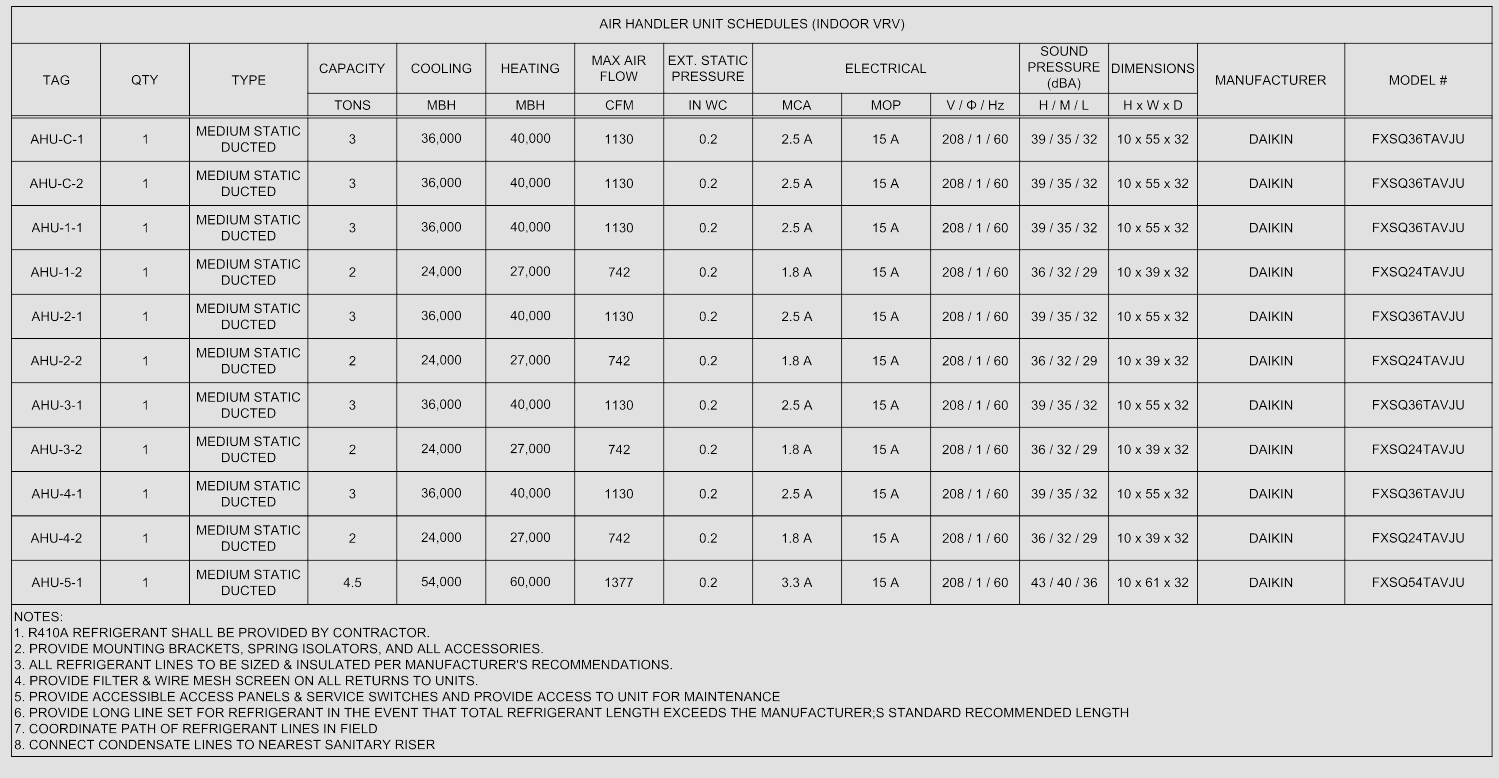 AIR HANDLER UNIT SCHEDULES (INDOOR VRV)
TAG QTY TYPE CAPACITY COOLING HEATING MAX AIR FLOW EXT. STATIC PRESSURE ELECTRICAL SOUND PRESSURE (dBA) DIMENSIONS MANUFACTURER MODEL #
TONS MBH MBH CFM IN WC MCA MOP V / Φ / Hz H / M / L H x W x D
AHU-C-1 1 MEDIUM STATIC DUCTED 3 36,000 40,000 1130 0.2 2.5 A 15 A 208 / 1 / 60 39 / 35 / 32 10 x 55 x 32 DAIKIN FXSQ36TAVJU
AHU-C-2 1 MEDIUM STATIC DUCTED 3 36,000 40,000 1130 0.2 2.5 A 15 A 208 / 1 / 60 39 / 35 / 32 10 x 55 x 32 DAIKIN FXSQ36TAVJU
AHU-1-1 1 MEDIUM STATIC DUCTED 3 36,000 40,000 1130 0.2 2.5 A 15 A 208 / 1 / 60 39 / 35 / 32 10 x 55 x 32 DAIKIN FXSQ36TAVJU
AHU-1-2 1 MEDIUM STATIC DUCTED 2 24,000 27,000 742 0.2 1.8 A 15 A 208 / 1 / 60 36 / 32 / 29 10 x 39 x 32 DAIKIN FXSQ24TAVJU
AHU-2-1 1 MEDIUM STATIC DUCTED 3 36,000 40,000 1130 0.2 2.5 A 15 A 208 / 1 / 60 39 / 35 / 32 10 x 55 x 32 DAIKIN FXSQ36TAVJU
AHU-2-2 1 MEDIUM STATIC DUCTED 2 24,000 27,000 742 0.2 1.8 A 15 A 208 / 1 / 60 36 / 32 / 29 10 x 39 x 32 DAIKIN FXSQ24TAVJU
AHU-3-1 1 MEDIUM STATIC DUCTED 3 36,000 40,000 1130 0.2 2.5 A 15 A 208 / 1 / 60 39 / 35 / 32 10 x 55 x 32 DAIKIN FXSQ36TAVJU
AHU-3-2 1 MEDIUM STATIC DUCTED 2 24,000 27,000 742 0.2 1.8 A 15 A 208 / 1 / 60 36 / 32 / 29 10 x 39 x 32 DAIKIN FXSQ24TAVJU
AHU-4-1 1 MEDIUM STATIC DUCTED 3 36,000 40,000 1130 0.2 2.5 A 15 A 208 / 1 / 60 39 / 35 / 32 10 x 55 x 32 DAIKIN FXSQ36TAVJU
AHU-4-2 1 MEDIUM STATIC DUCTED 2 24,000 27,000 742 0.2 1.8 A 15 A 208 / 1 / 60 36 / 32 / 29 10 x 39 x 32 DAIKIN FXSQ24TAVJU
AHU-5-1 1 MEDIUM STATIC DUCTED 4.5 54,000 60,000 1377 0.2 3.3 A 15 A 208 / 1 / 60 43 / 40 / 36 10 x 61 x 32 DAIKIN FXSQ54TAVJU
NOTES:
1. R410A REFRIGERANT SHALL BE PROVIDED BY CONTRACTOR.
2. PROVIDE MOUNTING BRACKETS, SPRING ISOLATORS, AND ALL ACCESSORIES.
3. ALL REFRIGERANT LINES TO BE SIZED & INSULATED PER MANUFACTURER'S RECOMMENDATIONS.
4. PROVIDE FILTER & WIRE MESH SCREEN ON ALL RETURNS TO UNITS.
5. PROVIDE ACCESSIBLE ACCESS PANELS & SERVICE SWITCHES AND PROVIDE ACCESS TO UNIT FOR MAINTENANCE
6. PROVIDE LONG LINE SET FOR REFRIGERANT IN THE EVENT THAT TOTAL REFRIGERANT LENGTH EXCEEDS THE MANUFACTURER;S STANDARD RECOMMENDED LENGTH
7. COORDINATE PATH OF REFRIGERANT LINES IN FIELD
8. CONNECT CONDENSATE LINES TO NEAREST SANITARY RISER